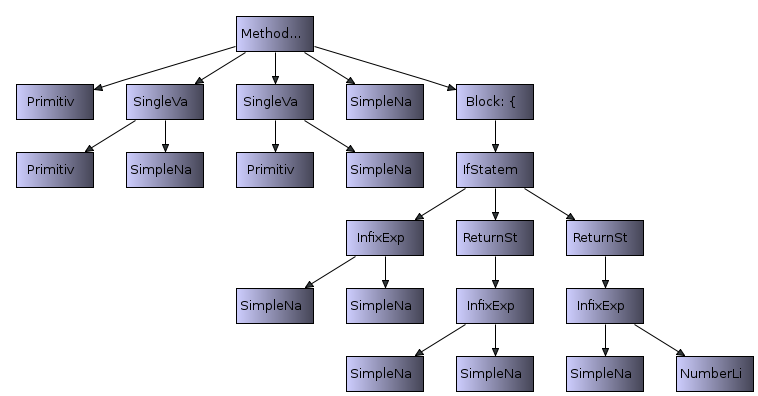 Method...
Primitiv
SingleVa
SingleVa
SimpleNa
Block: {
Primitiv
SimpleNa
Primitiv
SimpleNa
IfStatem
InfixExp
ReturnSt
ReturnSt
SimpleNa
SimpleNa
InfixExp
InfixExp
SimpleNa
SimpleNa
SimpleNa
NumberLi